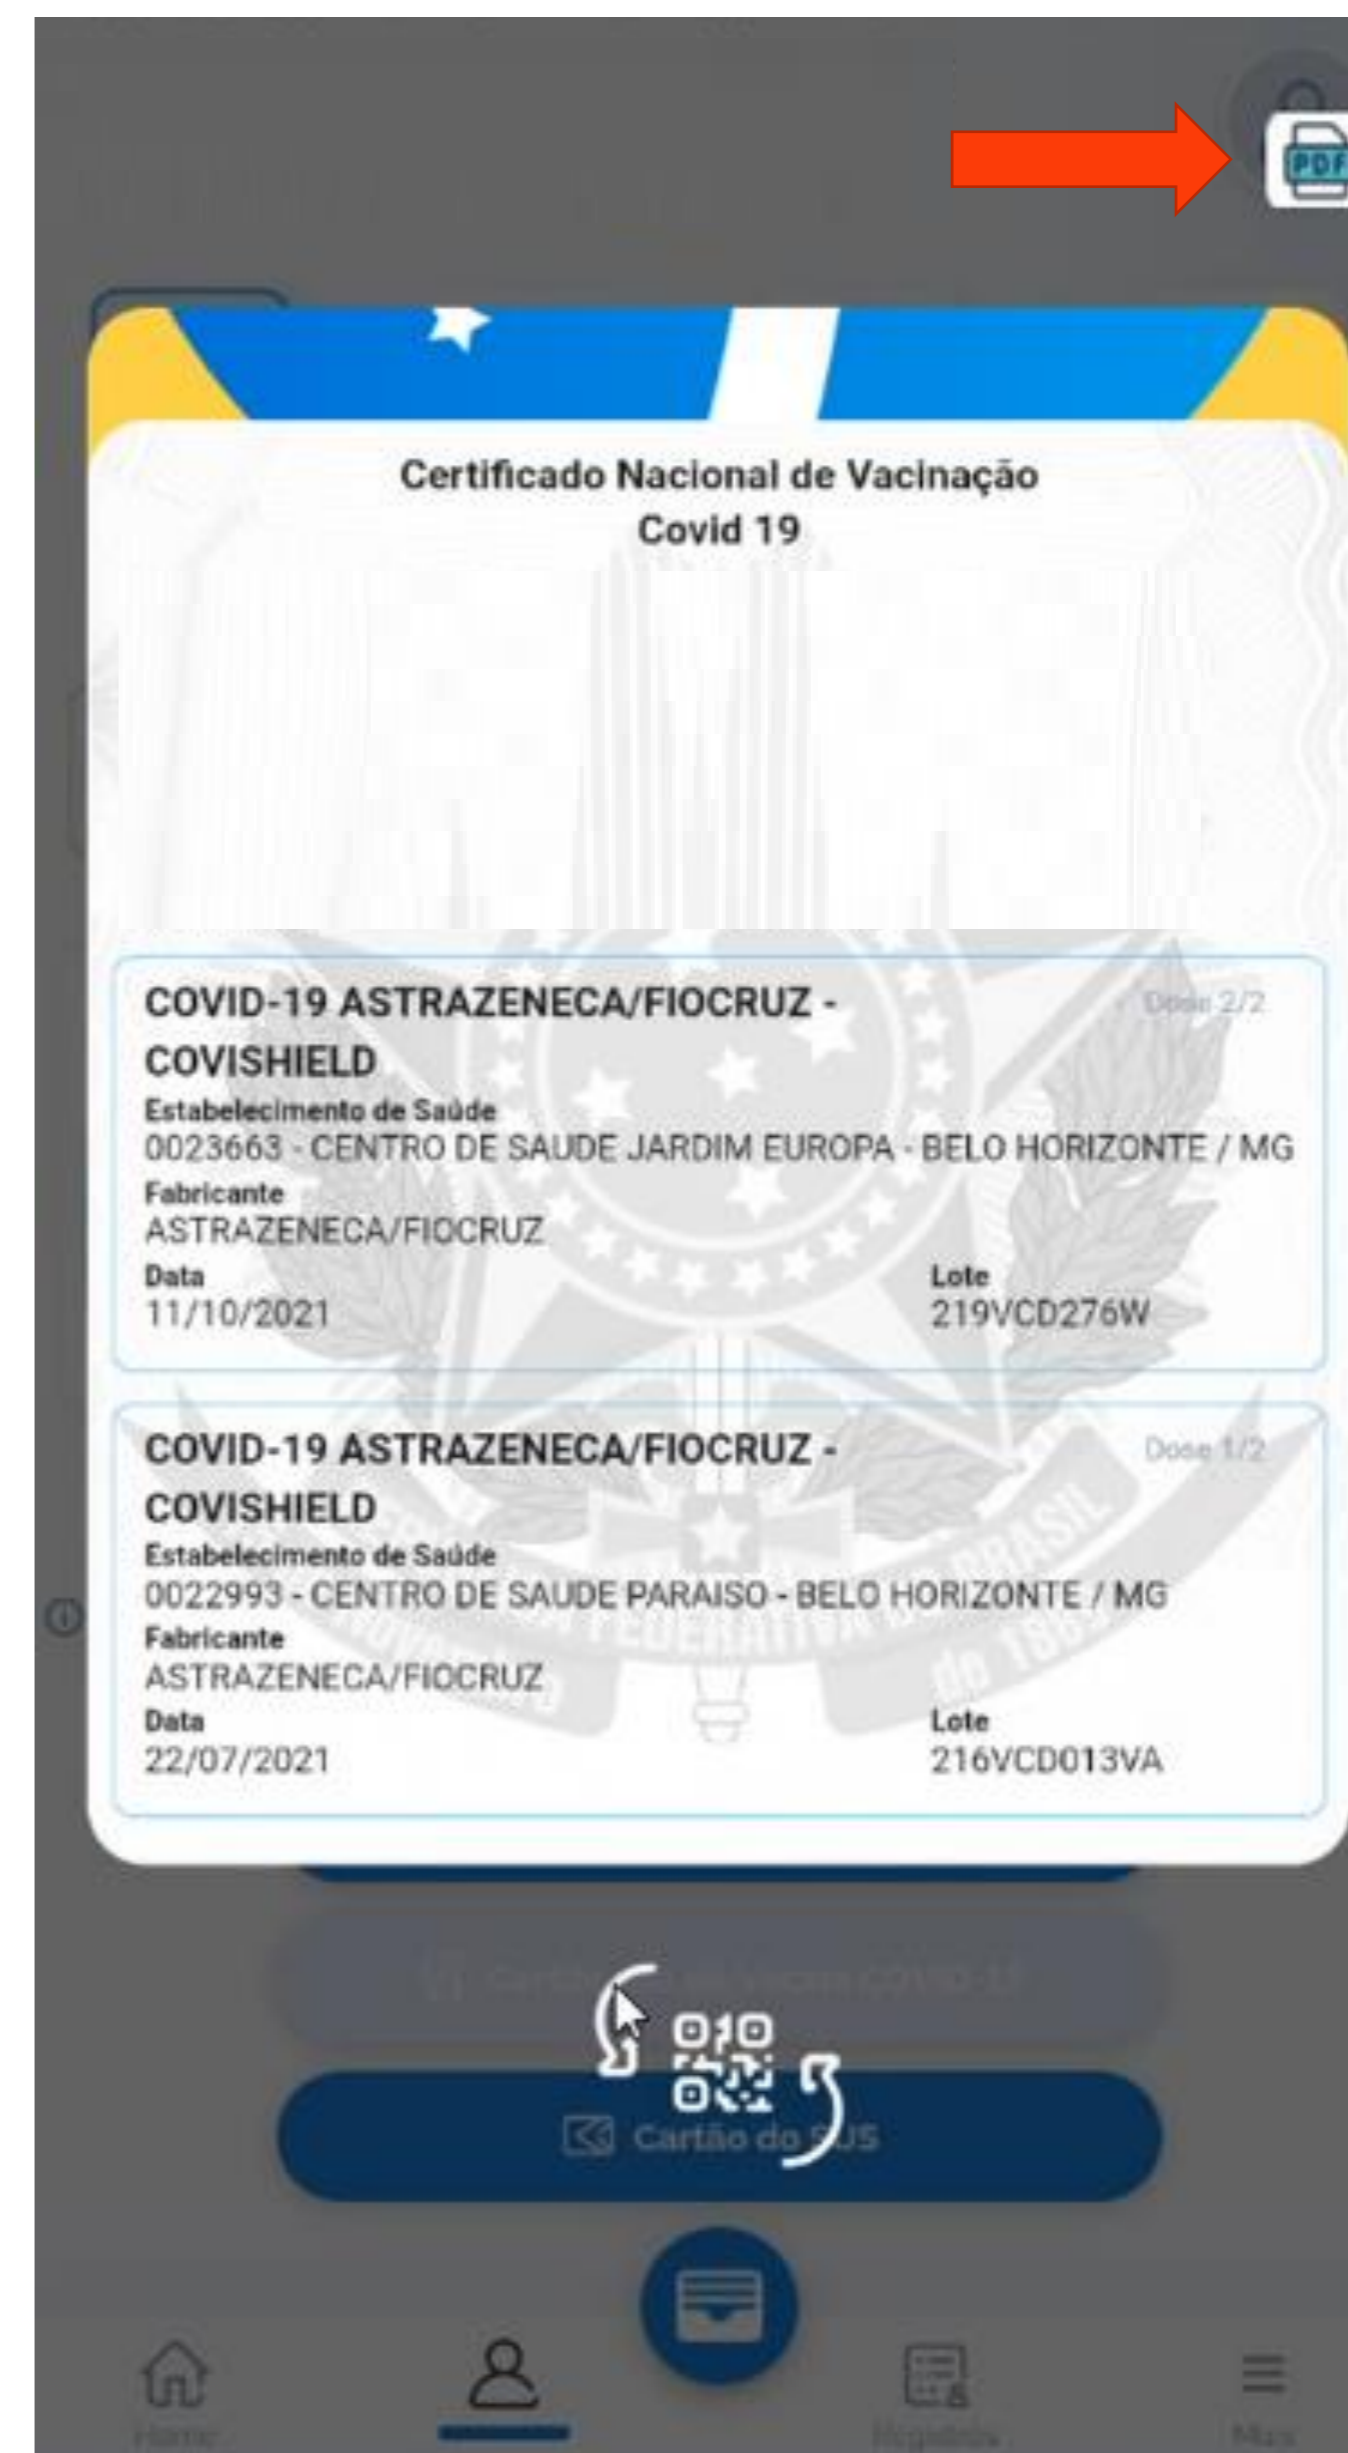 PDF
Certificado Nacional de Vacinação
Covid 19
COVID-19 ASTRAZENECA/FIOCRUZ -
COVISHIELD
Dose 2/2
Estabelecimento de Saúde
0023663 - CENTRO DE SAUDE JARDIM EUROPA - BELO HORIZONTE / MG
Fabricante
ASTRAZENECA/FIOCRUZ
Data
11/10/2021
Lote
219VCD276W
COVID-19 ASTRAZENECA/FIOCRUZ -
COVISHIELD
Dose 1/2
Estabelecimento de Saúde
0022993 - CENTRO DE SAUDE PARAISO - BELO HORIZONTE / MG
Fabricante
ASTRAZENECA/FIOCRUZ
Data
22/07/2021
Lote
216VCD013VA
Cartão do SUS
Home
Mais